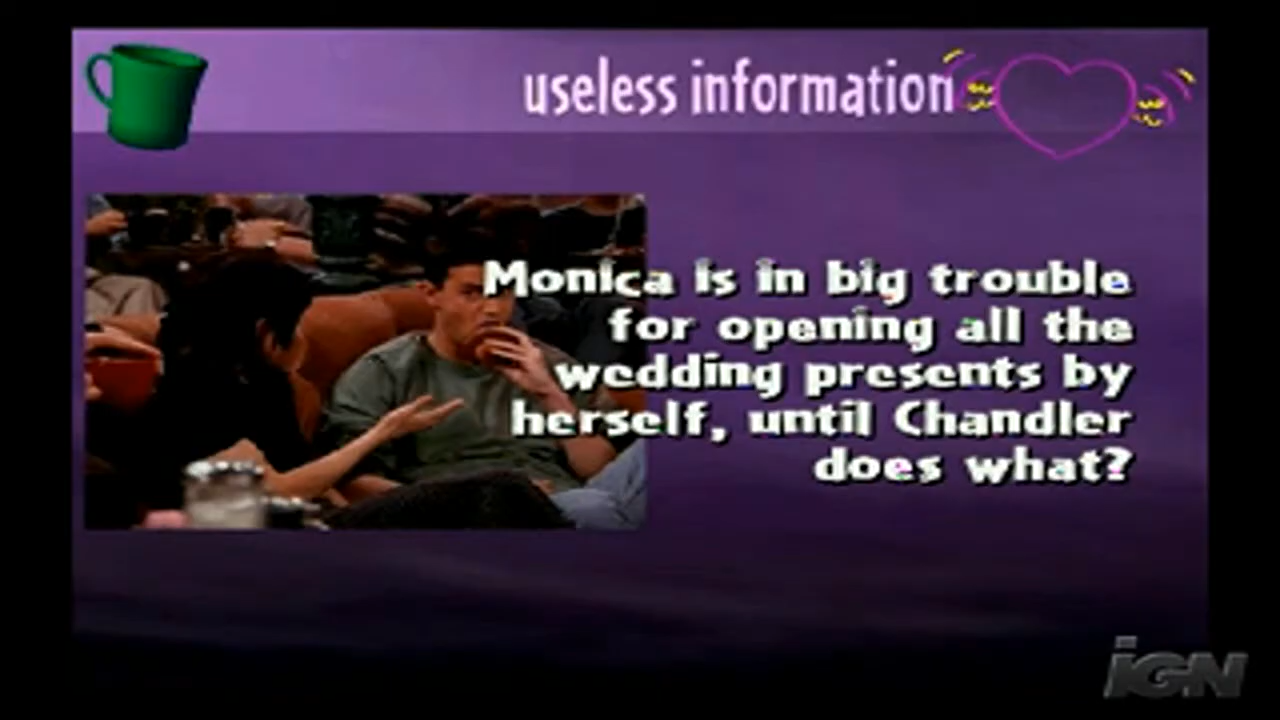 useless information
Monica is in big trouble
for opening all the
wedding presents by
herself, until Chandler
does what?
iGN